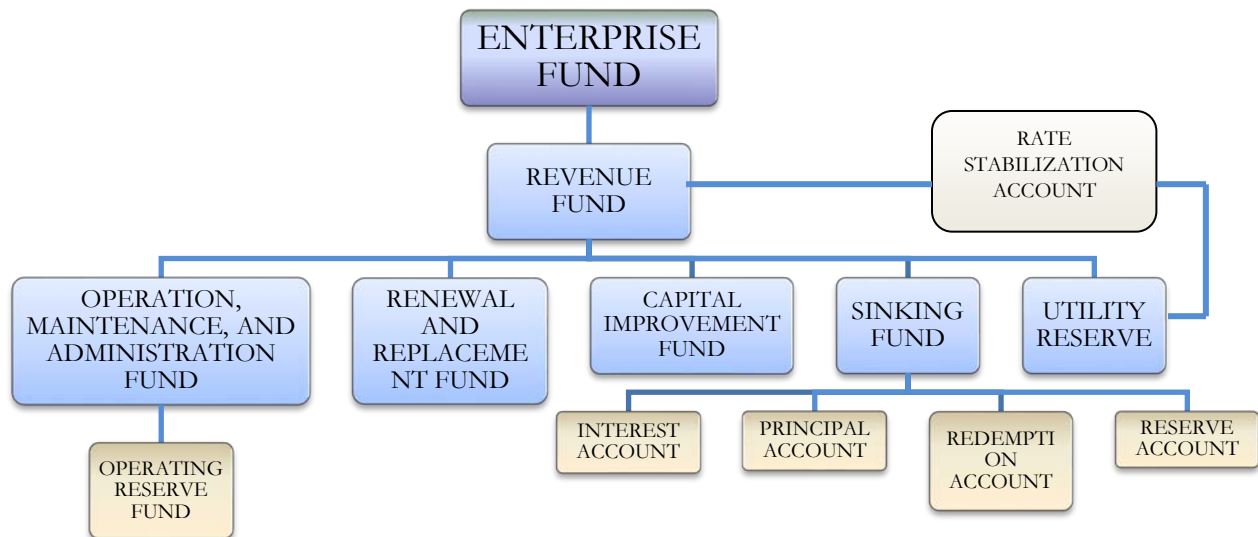 ENTERPRISE
FUND
RATE
STABILIZATION
ACCOUNT
REVENUE
FUND
OPERATION,
MAINTENANCE, AND
ADMINISTRATION
FUND
RENEWAL
AND
REPLACEME
NT FUND
CAPITAL
IMPROVEMENT
FUND
SINKING
FUND
UTILITY
RESERVE
OPERATING
RESERVE
FUND
INTEREST
ACCOUNT
PRINCIPAL
ACCOUNT
REDEMPTI
ON
ACCOUNT
RESERVE
ACCOUNT